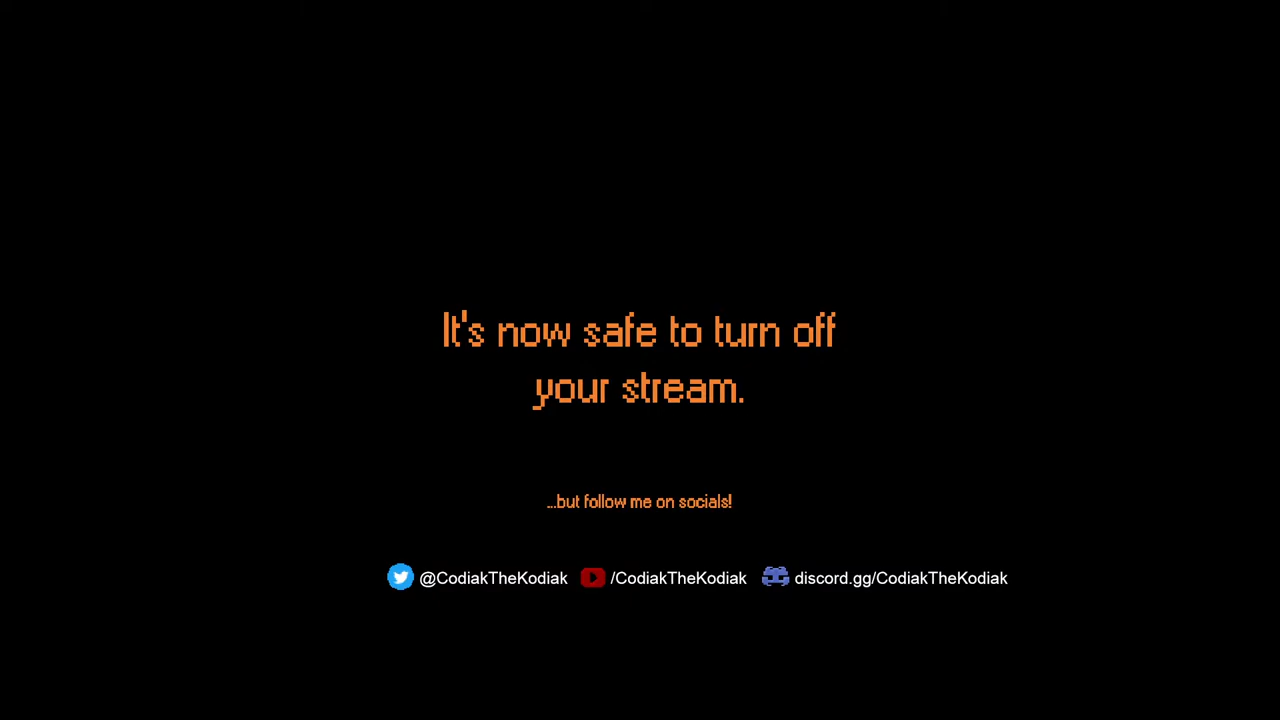 It's now safe to turn off
your stream.
...but follow me on socials!
@CodiakTheKodiak /CodiakTheKodiak discord.gg/CodiakTheKodiak